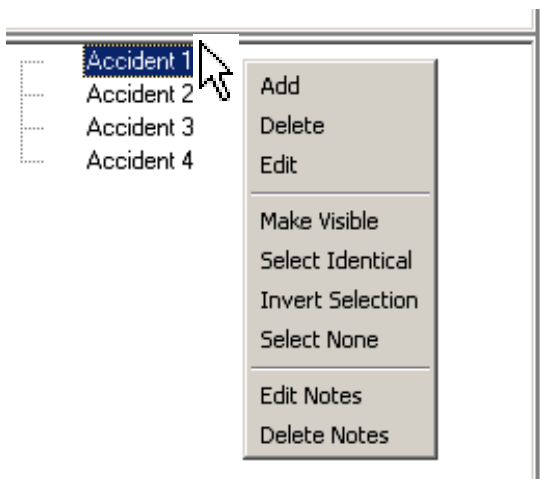 Accident 1
Accident 2
Accident 3
Accident 4
Add
Delete
Edit
Make Visible
Select Identical
Invert Selection
Select None
Edit Notes
Delete Notes